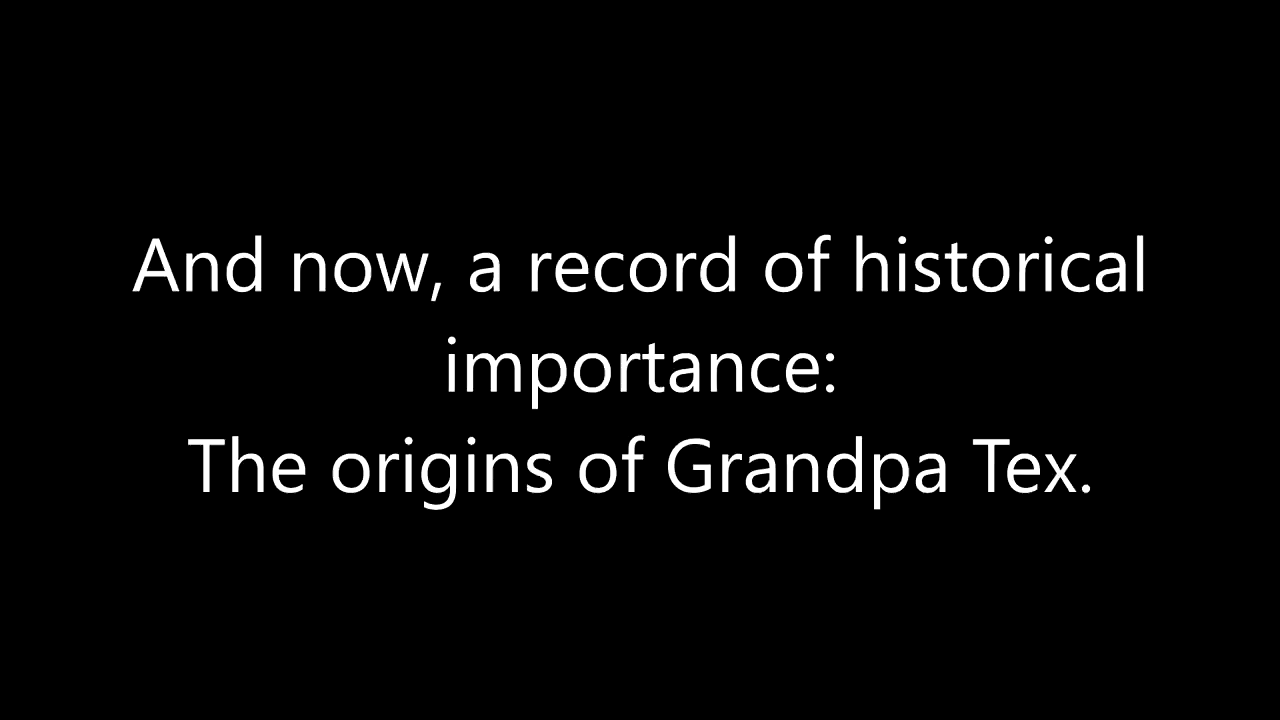 And now, a record of historical
importance:
The origins of Grandpa Tex.